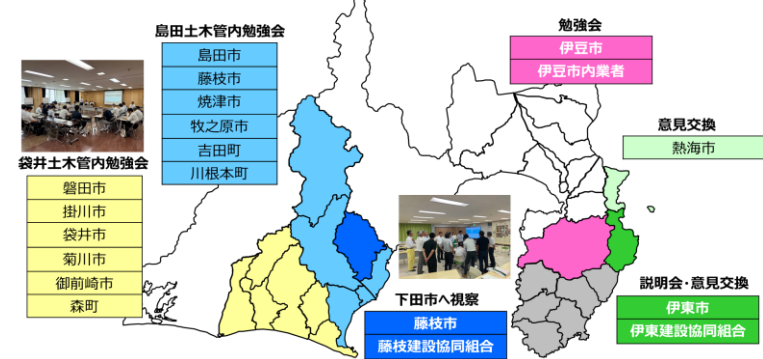 島田土木管内勉強会
島田市
藤枝市
焼津市
牧之原市
吉田町
川根本町
袋井土木管内勉強会
磐田市
掛川市
袋井市
菊川市
御前崎市
森町
下田市へ視察
藤枝市
藤枝建設協同組合
勉強会
伊豆市
伊豆市内業者
意見交換
熱海市
説明会・意見交換
伊東市
伊東建設協同組合